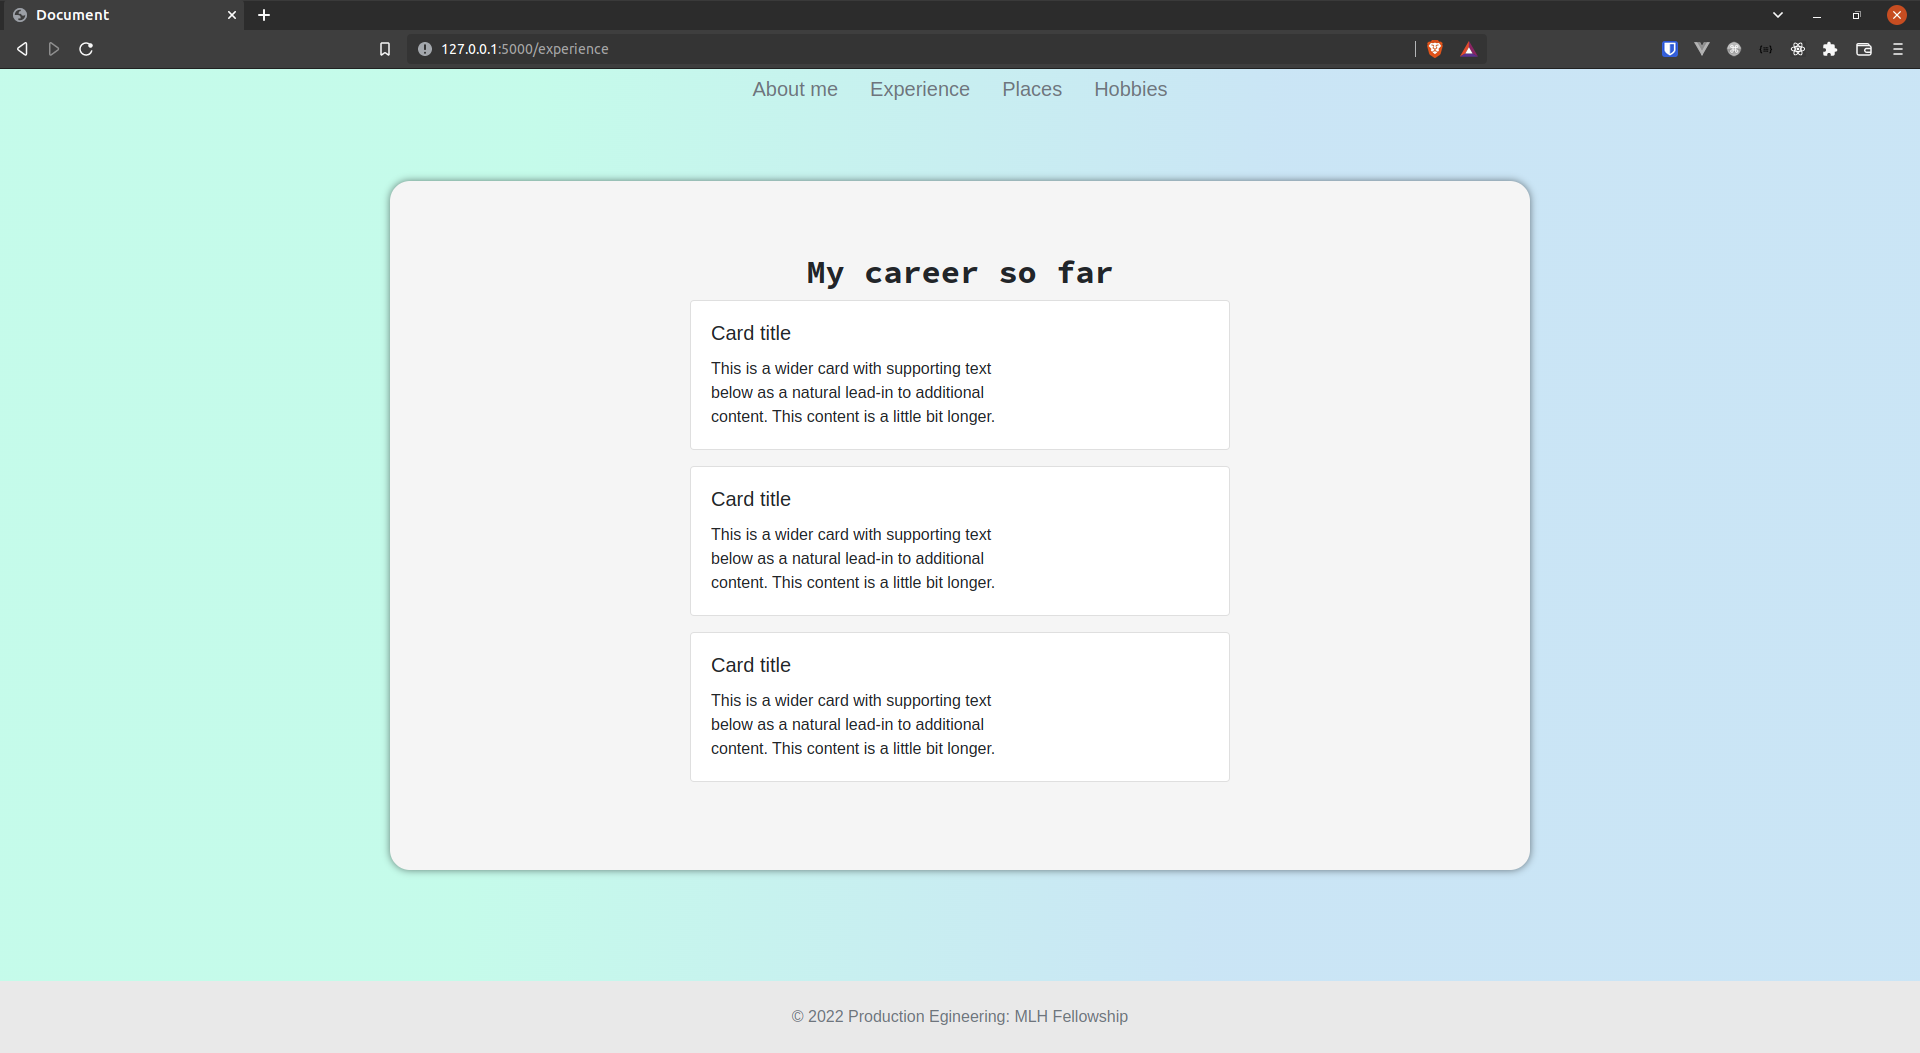 Document
127.0.0.1:5000/experience
About me Experience Places Hobbies
My career so far
Card title
This is a wider card with supporting text
below as a natural lead-in to additional
content. This content is a little bit longer.
Card title
This is a wider card with supporting text
below as a natural lead-in to additional
content. This content is a little bit longer.
Card title
This is a wider card with supporting text
below as a natural lead-in to additional
content. This content is a little bit longer.
© 2022 Production Egineering: MLH Fellowship